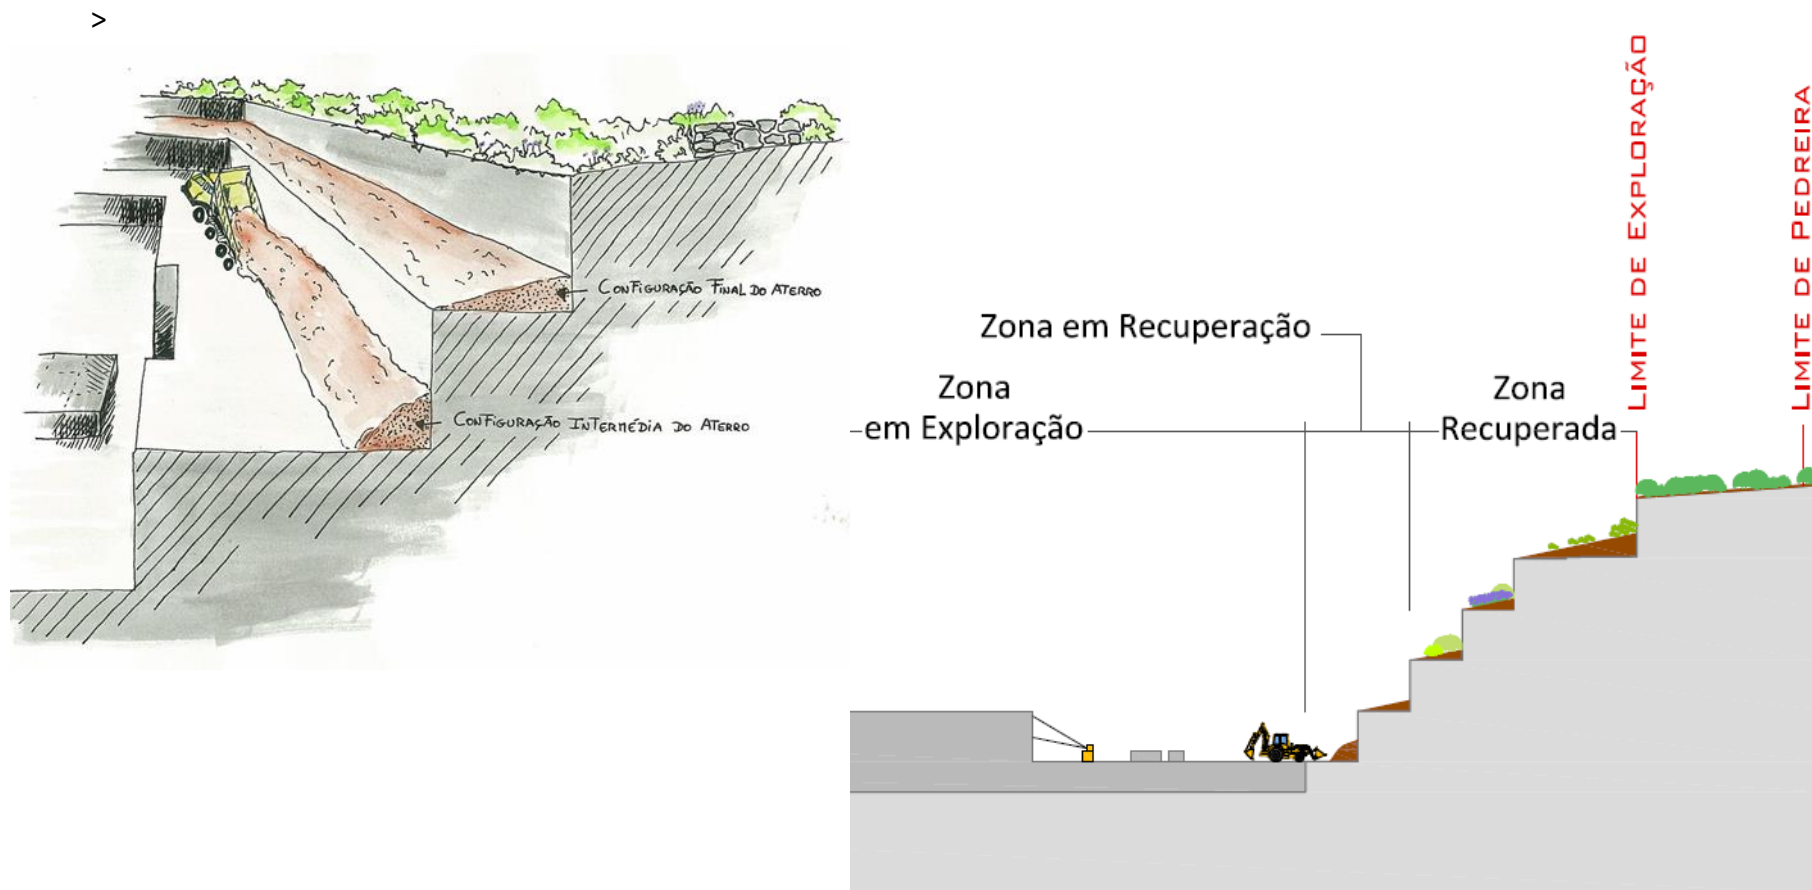 >
CONFIGURAÇÃO FINAL DO ATERRO
CONFIGURAÇÃO INTERMÉDIA DO ATERRO
Zona em Recuperação
Zona
em Exploração
Zona
Recuperada
LIMITE DE EXPLORAÇÃO
LIMITE DE PEDREIRA